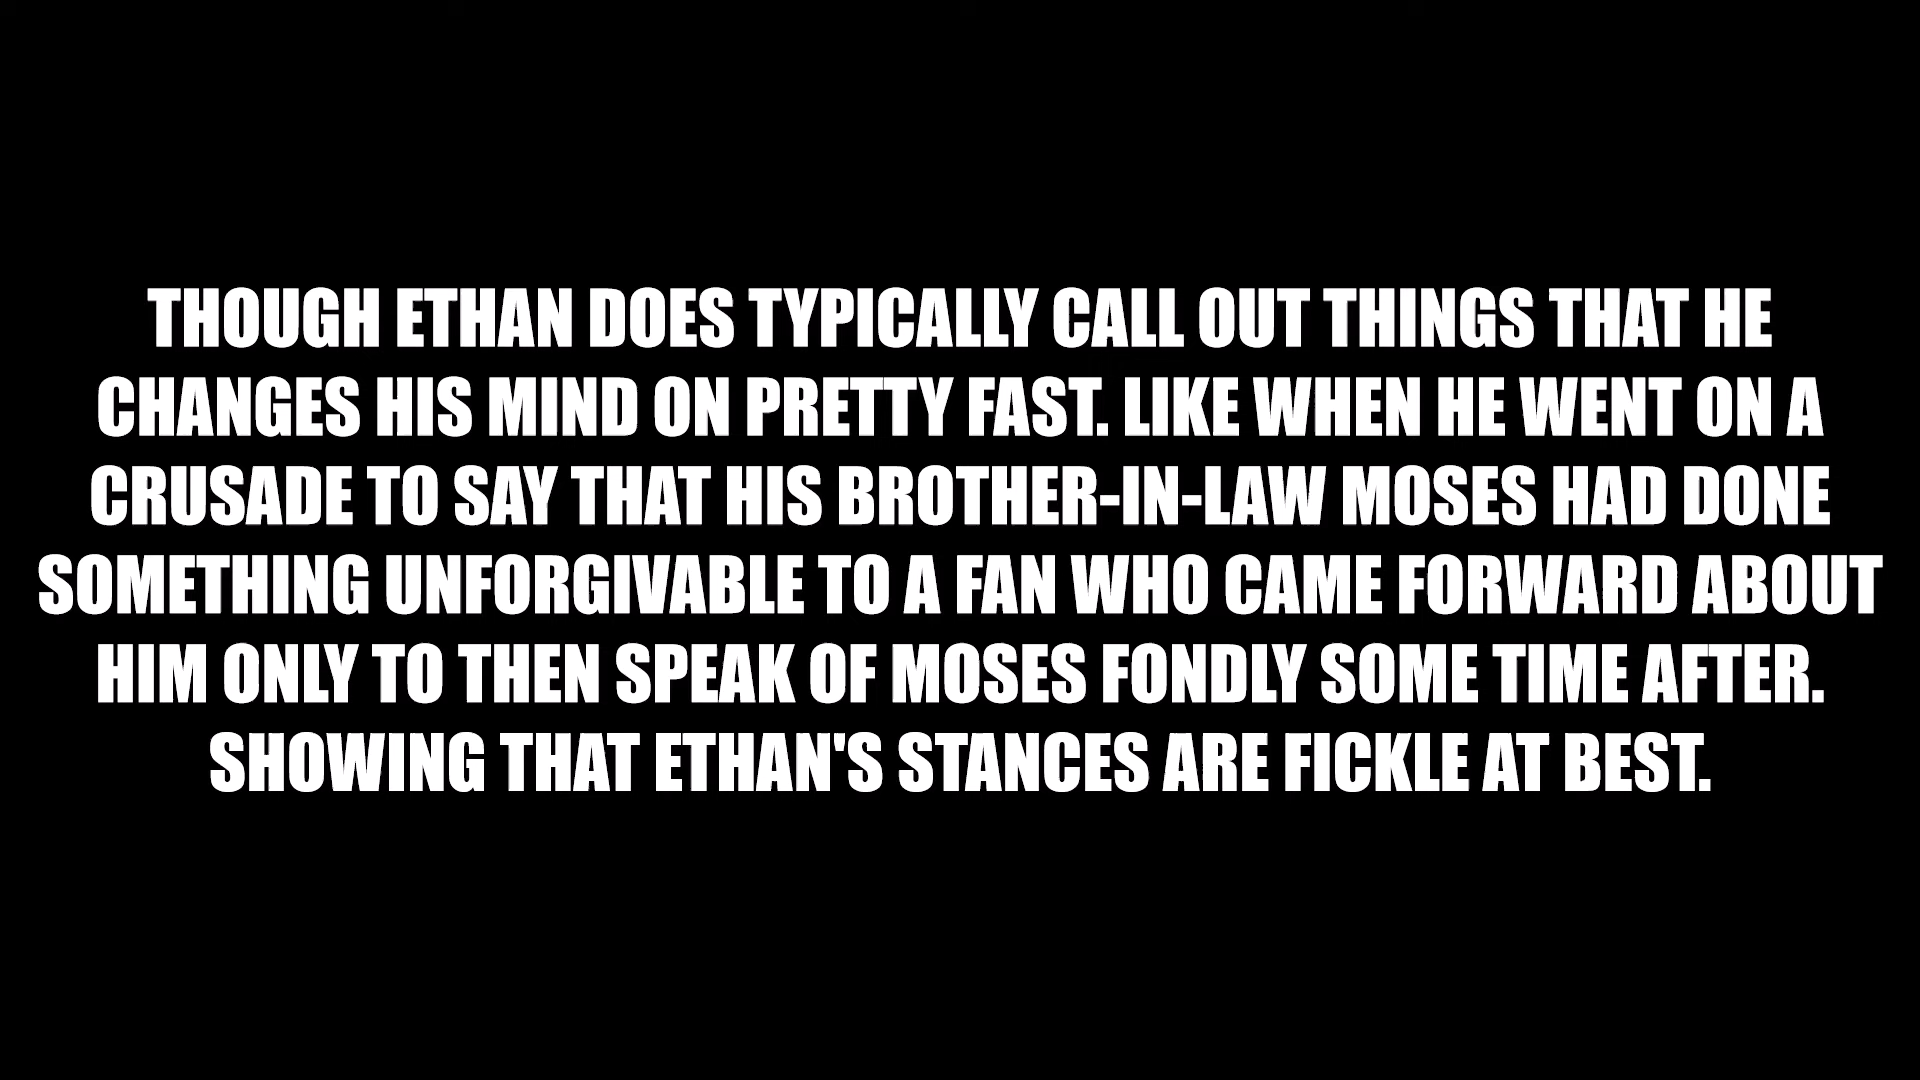 THOUGH ETHAN DOES TYPICALLY CALL OUT THINGS THAT HE
CHANGES HIS MIND ON PRETTY FAST. LIKE WHEN HE WENT ON A
CRUSADE TO SAY THAT HIS BROTHER-IN-LAW MOSES HAD DONE
SOMETHING UNFORGIVABLE TO A FAN WHO CAME FORWARD ABOUT
HIM ONLY TO THEN SPEAK OF MOSES FONDLY SOME TIME AFTER.
SHOWING THAT ETHAN'S STANCES ARE FICKLE AT BEST.